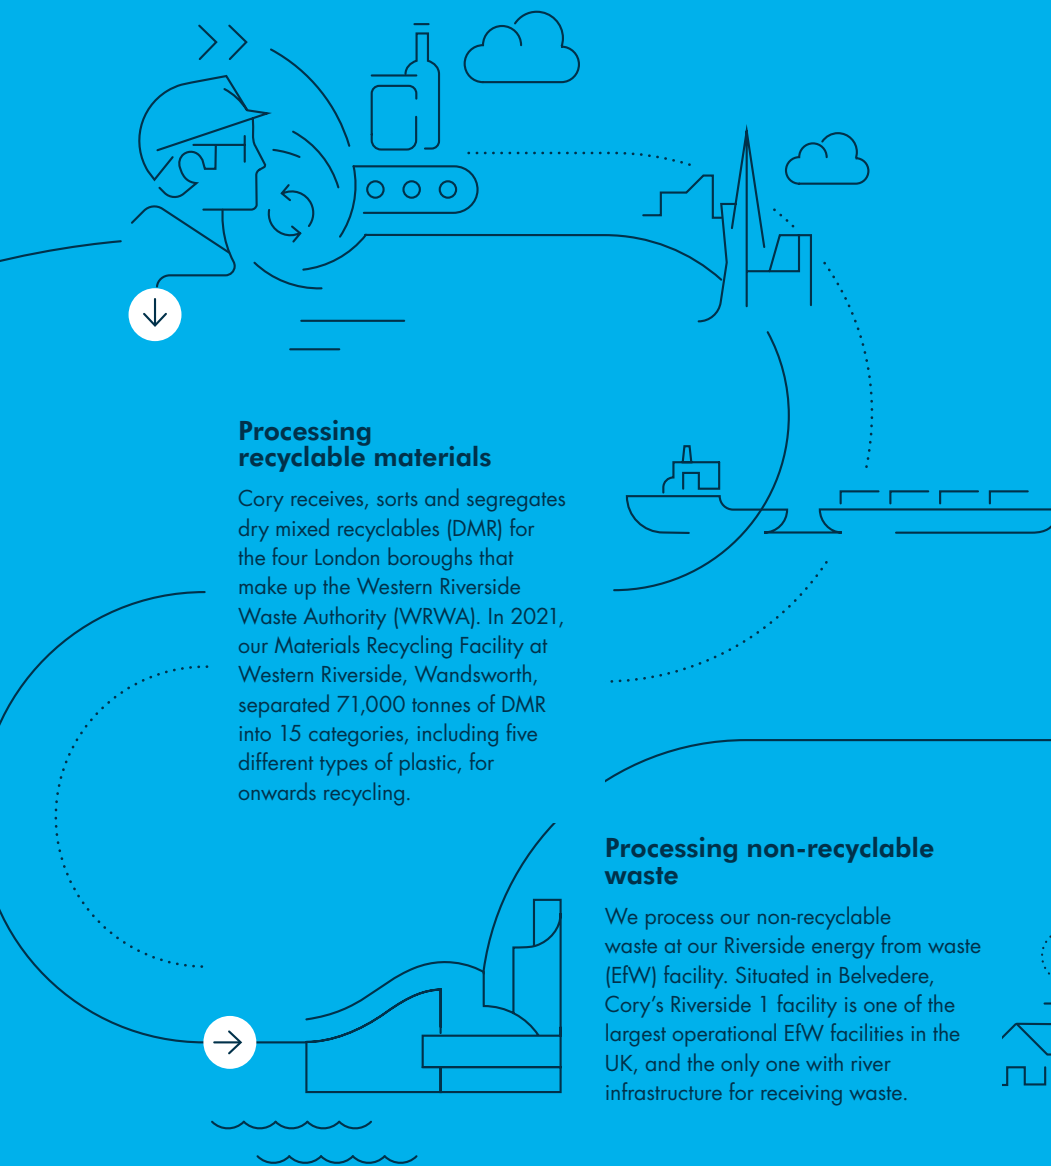 Processing
recyclable materials
Cory receives, sorts and segregates
dry mixed recyclables (DMR) for
the four London boroughs that
make up the Western Riverside
Waste Authority (WRWA). In 2021,
our Materials Recycling Facility at
Western Riverside, Wandsworth,
separated 71,000 tonnes of DMR
into 15 categories, including five
different types of plastic, for
onwards recycling.
Processing non-recyclable
waste
We process our non-recyclable
waste at our Riverside energy from waste
(EfW) facility. Situated in Belvedere,
Cory's Riverside 1 facility is one of the
largest operational EfW facilities in the
UK, and the only one with river
infrastructure for receiving waste.